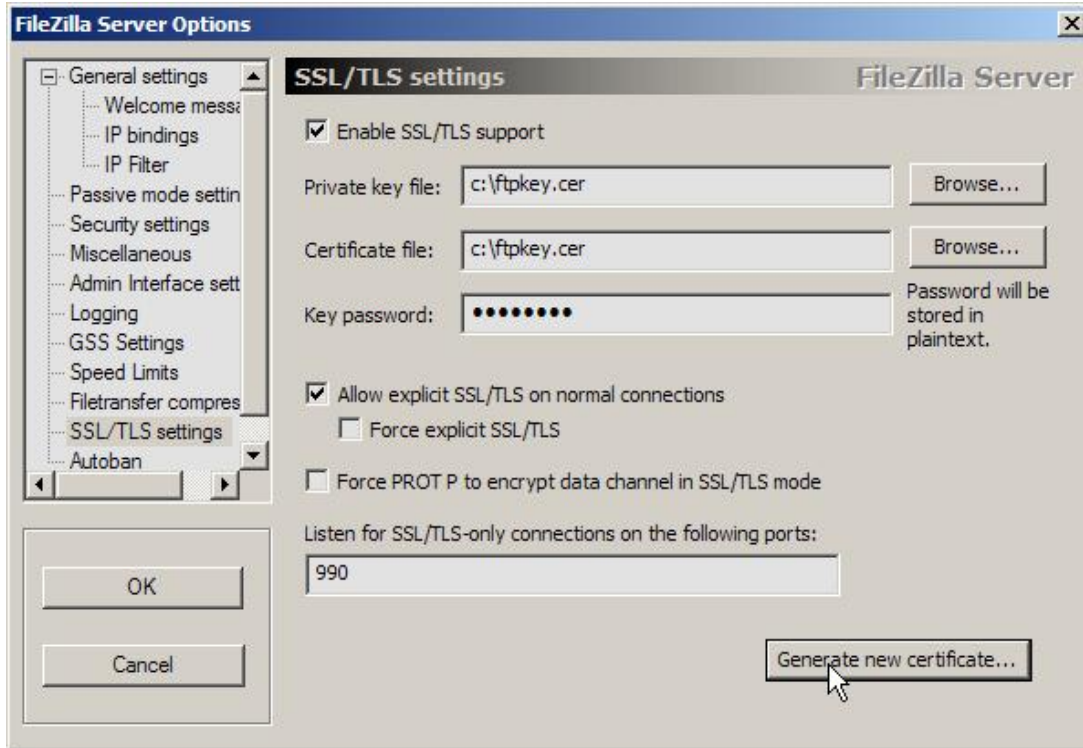 FileZilla Server Options
General settings
Welcome messa
IP bindings
IP Filter
Passive mode settin
Security settings
Miscellaneous
Admin Interface sett
Logging
GSS Settings
Speed Limits
Filetransfer compres
SSL/TLS settings
Autoban
OK
Cancel
SSL/TLS settings
FileZilla Server
Enable SSL/TLS support
Private key file: c:\ftpkey.cer Browse...
Certificate file: c:\ftpkey.cer Browse...
Key password: ●●●●●●●●
Password will be
stored in
plaintext.
Allow explicit SSL/TLS on normal connections
Force explicit SSL/TLS
Force PROT P to encrypt data channel in SSL/TLS mode
Listen for SSL/TLS-only connections on the following ports:
990
Generate new certificate...